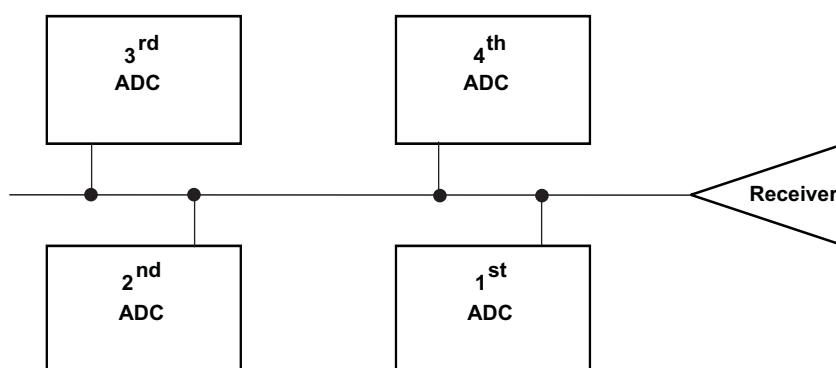 3rd
ADC
4th
ADC
Receiver
2nd
ADC
1st
ADC